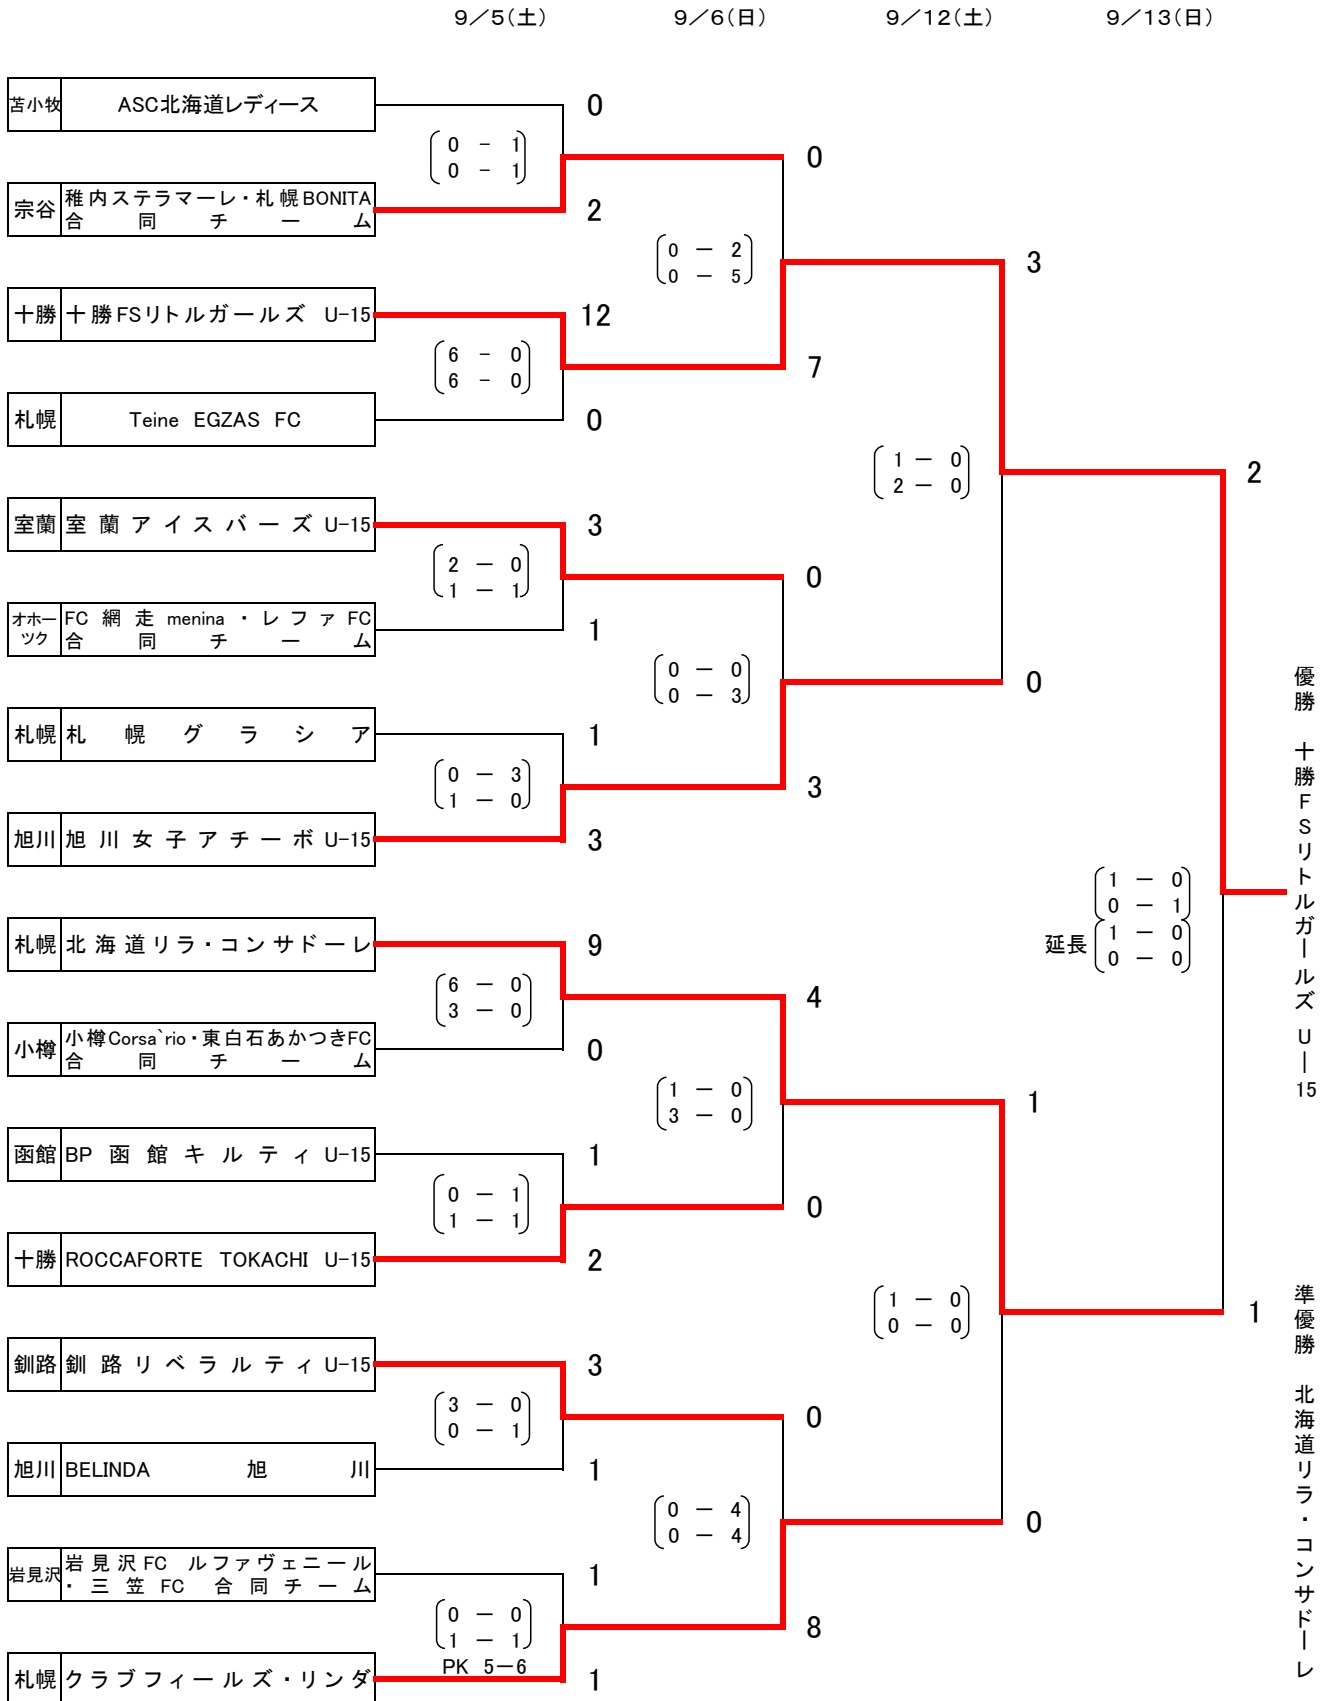 9／5(土) 9／6(日) 9／12(土) 9／13(日)
苫小牧 ASC北海道レディース 0
0 - 1
0 - 1
0
宗谷 稚内ステラマーレ・札幌BONITA
合同チーム 2
0 － 2
0 － 5
3
十勝 十勝FSリトルガールズ U-15 12
6 - 0
6 - 0
7
札幌 Teine EGZAS FC 0
1 － 0
2 － 0
2
室蘭 室蘭アイスバーズ U-15 3
2 － 0
1 － 1
0
オホー
ツク
FC 網走 menina ・レファ FC
合同チーム 1
0 － 0
0 － 3
0
札幌 札幌グラシア 1
0 － 3
1 － 0
3
旭川 旭川女子アチーボ U-15 3
1 － 0
0 － 1
延長
1 － 0
0 － 0
優勝 十勝FSリトルガールズ U－15
札幌 北海道リラ・コンサドーレ 9
6 － 0
3 － 0
4
小樽 小樽Corsa`rio・東白石あかつきFC
合同チーム 0
1 － 0
3 － 0
1
函館 BP 函館キルティ U-15 1
0 － 1
1 － 1
0
十勝 ROCCAFORTE TOKACHI U-15 2
1 － 0
0 － 0
1
釧路 釧路リベラルティ U-15 3
3 － 0
0 － 1
0
旭川 BELINDA 旭川 1
0 － 4
0 － 4
0
岩見沢 岩見沢FC ルファヴェニール
・三笠FC 合同チーム 1
0 － 0
1 － 1
PK 5－6
8
札幌 クラブフィールズ・リンダ 1
準優勝 北海道リラ・コンサドーレ